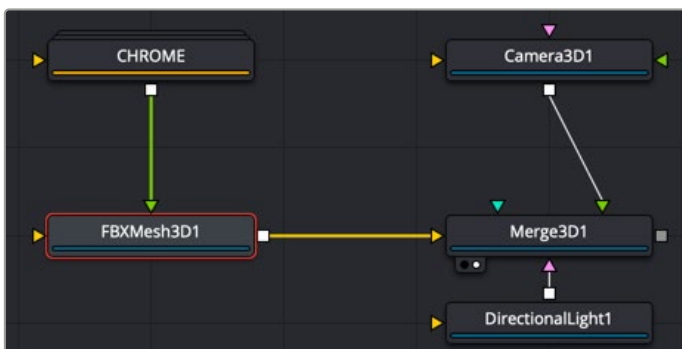 CHROME
Camera3D1
FBXMesh3D1
Merge3D1
DirectionalLight1